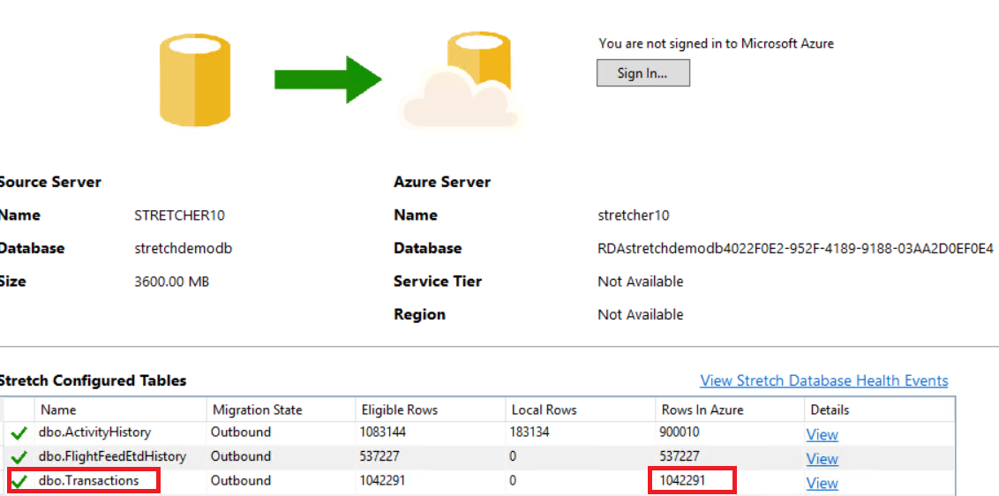 You are not signed in to Microsoft Azure
Sign In...
Source Server
Azure Server
Name STRETCHER10 Name stretcher10
Database stretchdemodb Database RDAstretchdemodb4022F0E2-952F-4189-9188-03AA2D0EF0E4
Size 3600.00 MB Service Tier Not Available
Region Not Available
Stretch Configured Tables View Stretch Database Health Events
Name Migration State Eligible Rows Local Rows Rows In Azure Details
dbo.ActivityHistory Outbound 1083144 183134 900010 View
dbo.FlightFeedEtdHistory Outbound 537227 0 537227 View
dbo.Transactions Outbound 1042291 0 1042291 View